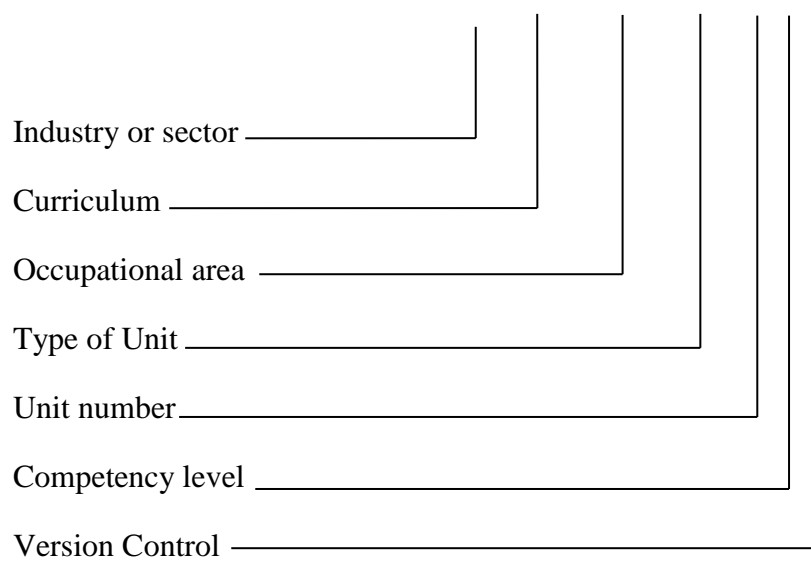 Industry or sector
Curriculum
Occupational area
Type of Unit
Unit number
Competency level
Version Control